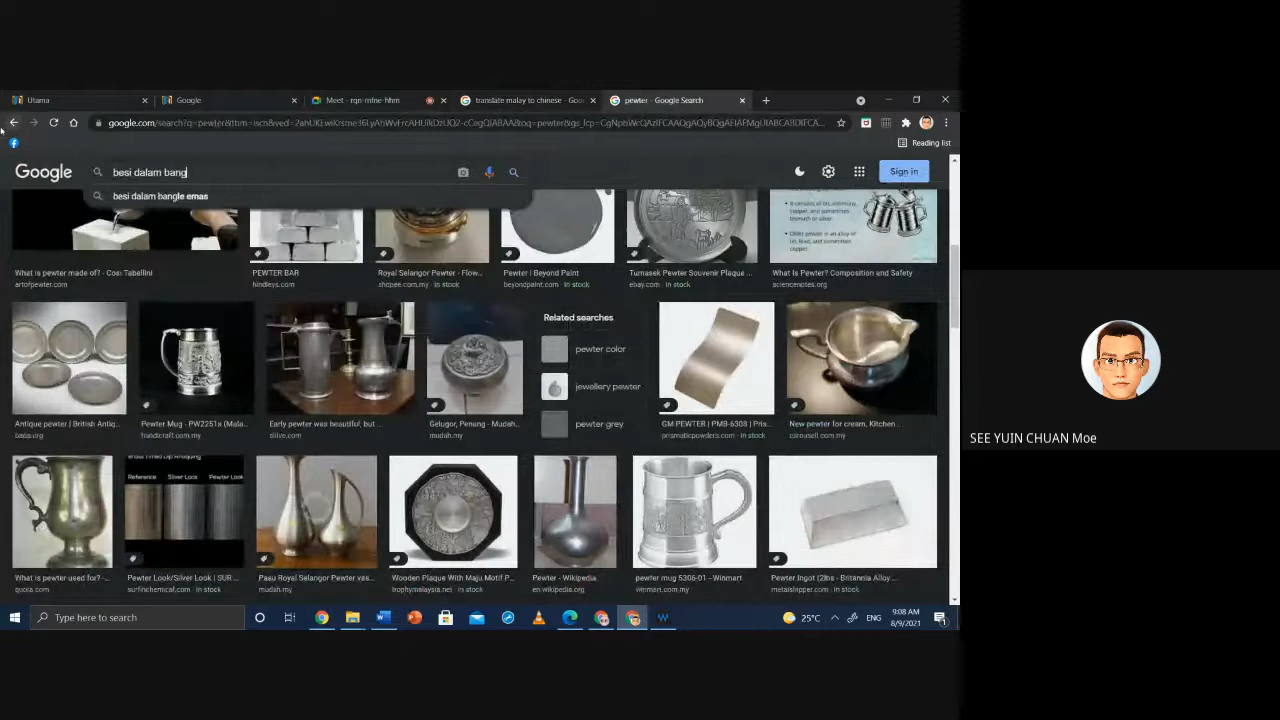 Utama
Google
Meet - rqn-mfne-hhm
translate malay to chinese - Goo
pewter - Google Search
Reading list
Google
besi dalam bang
Sign in
besi dalam bangle emas
What is pewter made of? - Cosi Tabellini
artofpewter.com
PEWTER BAR
hindleys.com
Royal Selangor Pewter - Flow...
shopee.com.my · In stock
Pewter | Beyond Paint
beyondpaint.com · In stock
Tumasek Pewter Souvenir Plaque ...
ebay.com · In stock
What Is Pewter? Composition and Safety
sciencenotes.org
Related searches
pewter color
jewellery pewter
pewter grey
Antique pewter | British Antiq...
bada.org
Pewter Mug - PW2251a (Mala...
handcraft.com.my
Early pewter was beautiful, but ...
sllive.com
Gelugor, Penang - Mudah...
mudah.my
GM PEWTER | PMB-6308 | Pris...
prismaticpowders.com · In stock
New pewter for cream, Kitchen ...
carousell.com.my
Reference Silver Look Pewter Look
What is pewter used for? -...
quora.com
Pewter Look/Silver Look | SUR ...
surfinchemical.com · In stock
Pasu Royal Selangor Pewter vas...
mudah.my
Wooden Plaque With Maju Motif P...
trophymalaysia.net · In stock
Pewter - Wikipedia
en.wikipedia.org
pewter mug 5306-01 – Winmart
winmart.com.my
Pewter Ingot (2lbs - Britannia Alloy ...
metalshipper.com · In stock
Type here to search
25°C
ENG
9:08 AM
8/9/2021
SEE YUIN CHUAN Moe